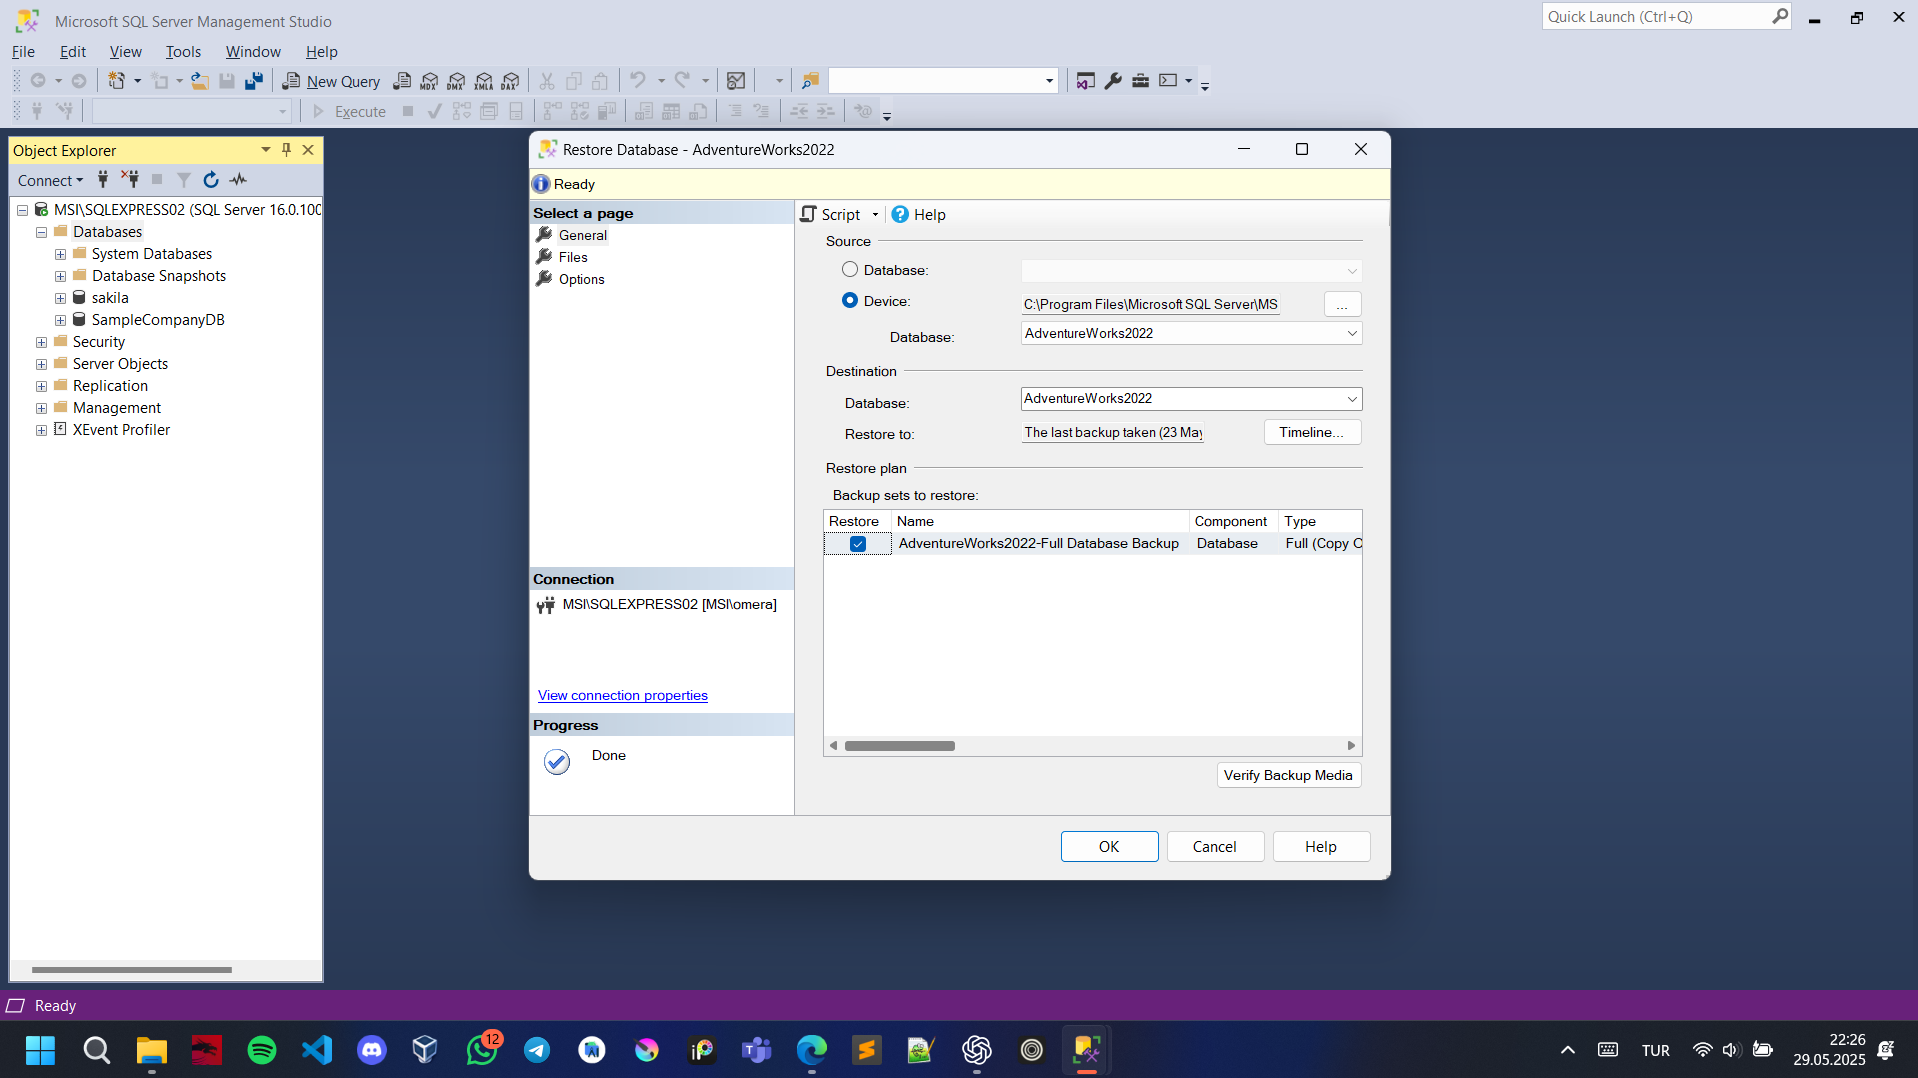 Microsoft SQL Server Management Studio
Quick Launch (Ctrl+Q)
File Edit View Tools Window Help
New Query MDX DMX XMLA DAX
Execute
Object Explorer
Connect
MSI\SQLEXPRESS02 (SQL Server 16.0.100
Databases
System Databases
Database Snapshots
sakila
SampleCompanyDB
Security
Server Objects
Replication
Management
XEvent Profiler
Restore Database - AdventureWorks2022
Ready
Select a page
General
Files
Options
Connection
MSI\SQLEXPRESS02 [MSI\omera]
View connection properties
Progress
Done
Script Help
Source
Database:
Device: C:\Program Files\Microsoft SQL Server\MS ...
Database: AdventureWorks2022
Destination
Database: AdventureWorks2022
Restore to: The last backup taken (23 May Timeline...
Restore plan
Backup sets to restore:
Restore Name Component Type
AdventureWorks2022-Full Database Backup Database Full (Copy O
Verify Backup Media
OK Cancel Help
Ready
12
TUR
22:26
29.05.2025